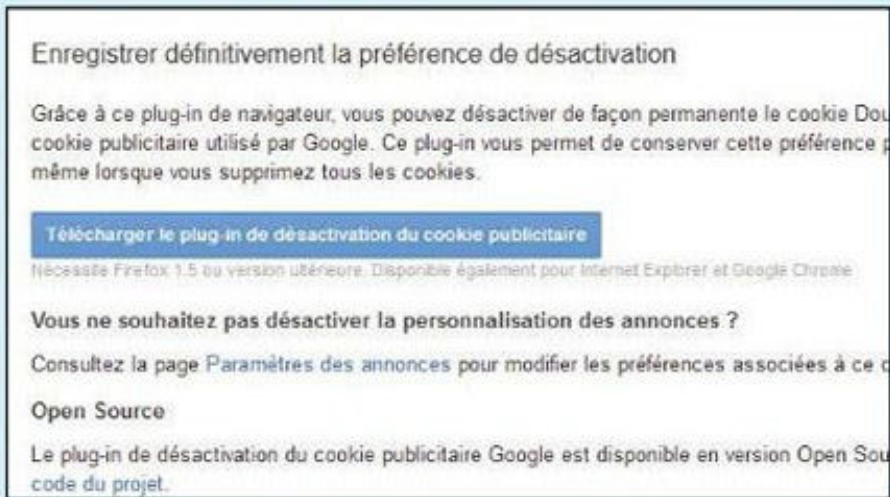 Enregistrer définitivement la préférence de désactivation
Grâce à ce plug-in de navigateur, vous pouvez désactiver de façon permanente le cookie Dou
cookie publicitaire utilisé par Google. Ce plug-in vous permet de conserver cette préférence p
même lorsque vous supprimez tous les cookies.
Télécharger le plug-in de désactivation du cookie publicitaire
Nécessite Firefox 1.5 ou version ultérieure. Disponible également pour Internet Explorer et Google Chrome
Vous ne souhaitez pas désactiver la personnalisation des annonces ?
Consultez la page Paramètres des annonces pour modifier les préférences associées à ce c
Open Source
Le plug-in de désactivation du cookie publicitaire Google est disponible en version Open Sou
code du projet.